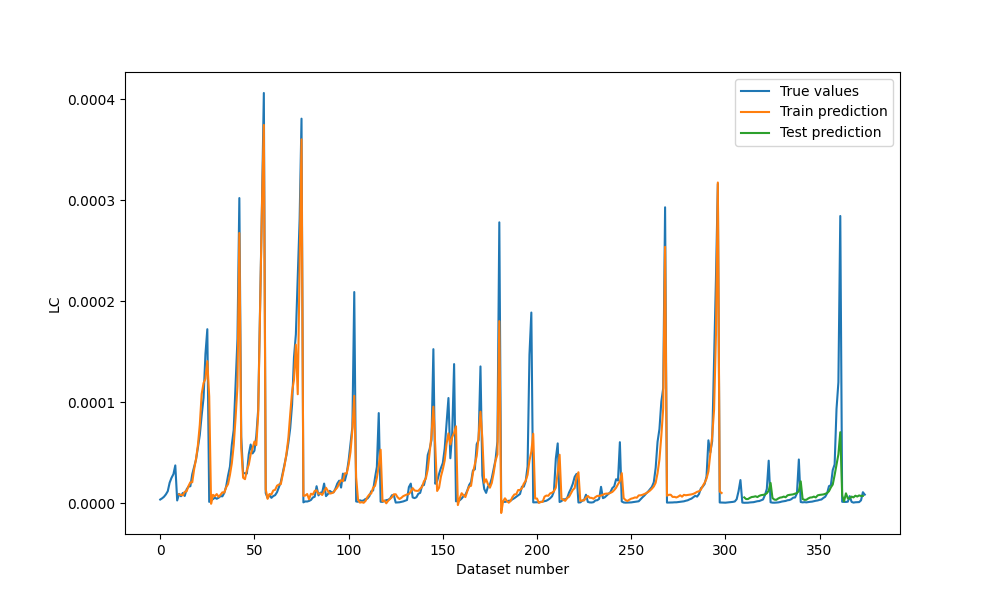 True values
Train prediction
Test prediction
LC
0.0004
0.0003
0.0002
0.0001
0.0000
0 50 100 150 200 250 300 350
Dataset number